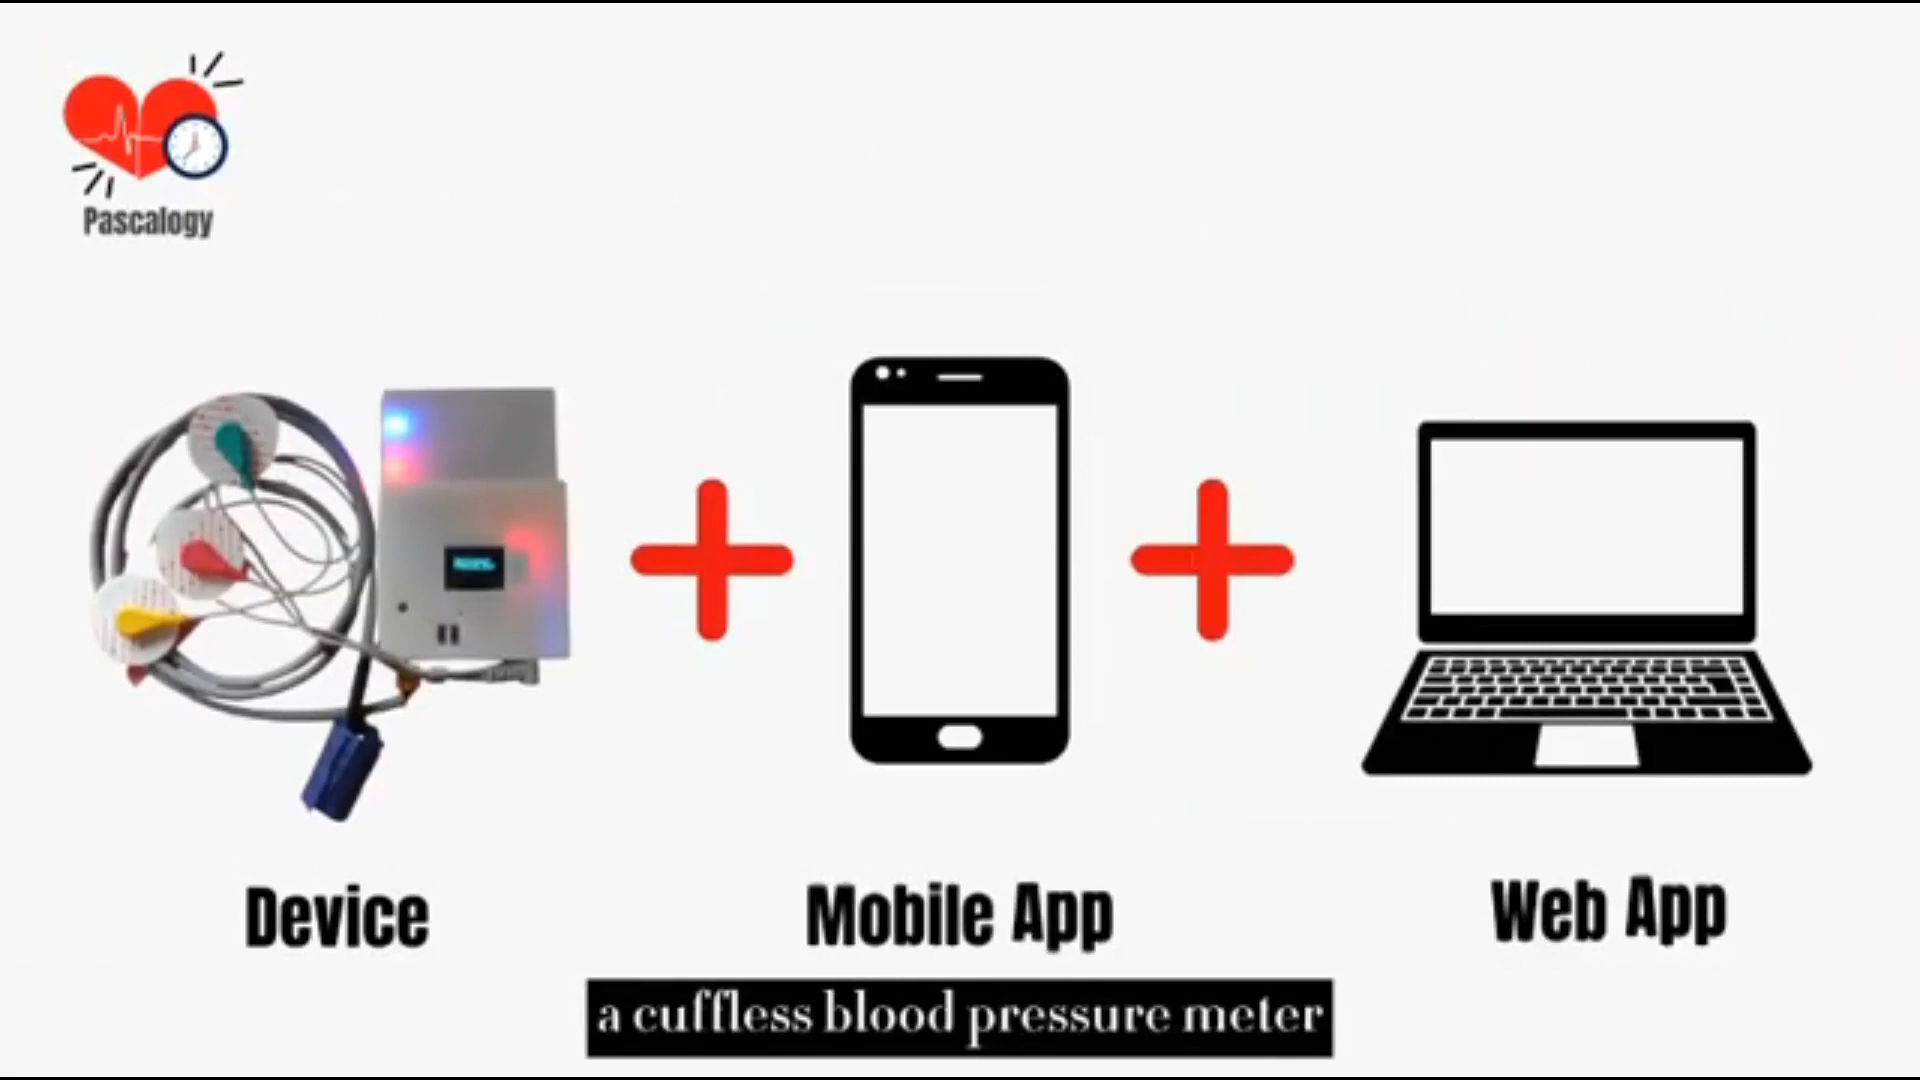 Pascalogy
Device
Mobile App
Web App
a cuffless blood pressure meter